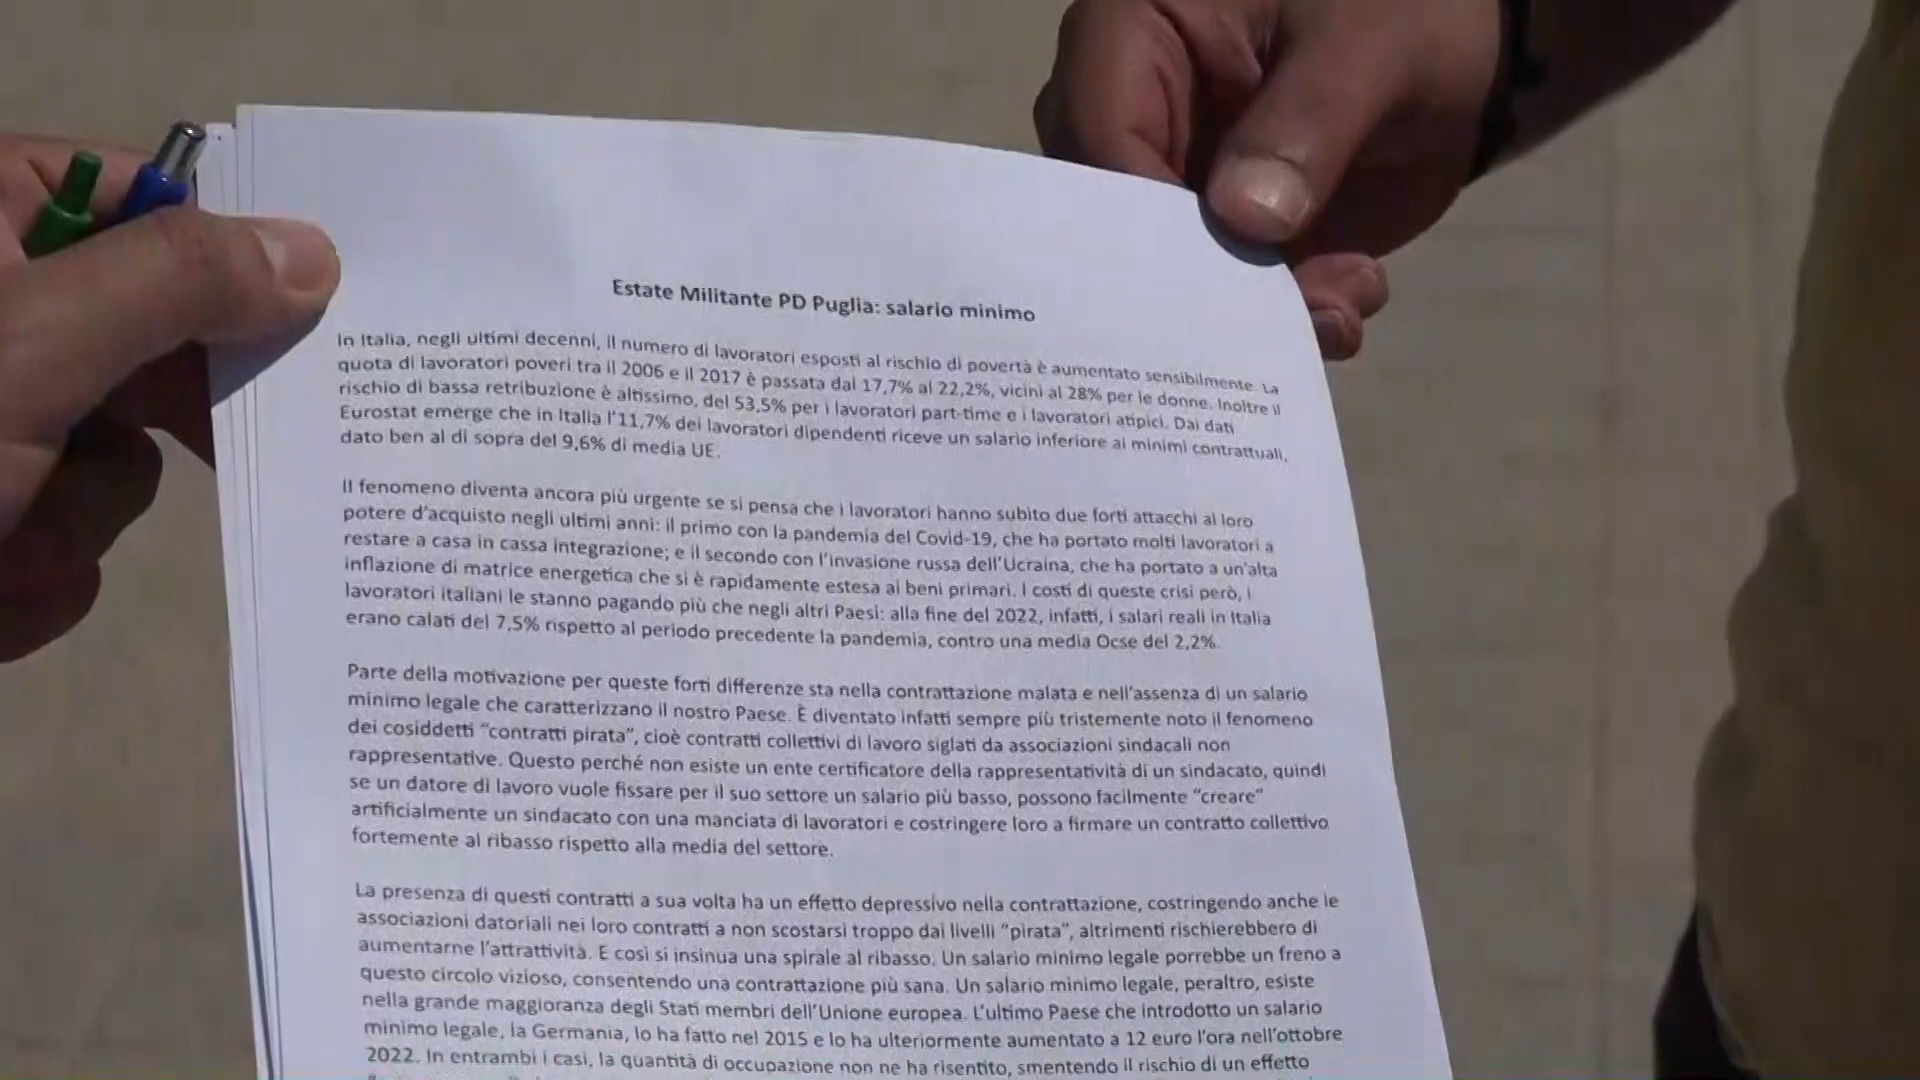 Estate Militante PD Puglia: salario minimo
In Italia, negli ultimi decenni, il numero di lavoratori esposti al rischio di povertà è aumentato sensibilmente. La
quota di lavoratori poveri tra il 2006 e il 2017 è passata dal 17,7% al 22,2%, vicini al 28% per le donne. Inoltre il
rischio di bassa retribuzione è altissimo, del 53,5% per i lavoratori part-time e i lavoratori atipici. Dai dati
Eurostat emerge che in Italia l'11,7% dei lavoratori dipendenti riceve un salario inferiore ai minimi contrattuali,
dato ben al di sopra del 9,6% di media UE.
Il fenomeno diventa ancora più urgente se si pensa che i lavoratori hanno subìto due forti attacchi al loro
potere d'acquisto negli ultimi anni: il primo con la pandemia del Covid-19, che ha portato molti lavoratori a
restare a casa in cassa integrazione; e il secondo con l'invasione russa dell'Ucraina, che ha portato a un'alta
inflazione di matrice energetica che si è rapidamente estesa ai beni primari. I costi di queste crisi però, i
lavoratori italiani le stanno pagando più che negli altri Paesi: alla fine del 2022, infatti, i salari reali in Italia
erano calati del 7,5% rispetto al periodo precedente la pandemia, contro una media Ocse del 2,2%.
Parte della motivazione per queste forti differenze sta nella contrattazione malata e nell'assenza di un salario
minimo legale che caratterizzano il nostro Paese. È diventato infatti sempre più tristemente noto il fenomeno
dei cosiddetti "contratti pirata", cioè contratti collettivi di lavoro siglati da associazioni sindacali non
rappresentative. Questo perché non esiste un ente certificatore della rappresentatività di un sindacato, quindi
se un datore di lavoro vuole fissare per il suo settore un salario più basso, possono facilmente "creare"
artificialmente un sindacato con una manciata di lavoratori e costringere loro a firmare un contratto collettivo
fortemente al ribasso rispetto alla media del settore.
La presenza di questi contratti a sua volta ha un effetto depressivo nella contrattazione, costringendo anche le
associazioni datoriali nei loro contratti a non scostarsi troppo dai livelli "pirata", altrimenti rischierebbero di
aumentarne l'attrattività. E così si insinua una spirale al ribasso. Un salario minimo legale porrebbe un freno a
questo circolo vizioso, consentendo una contrattazione più sana. Un salario minimo legale, peraltro, esiste
nella grande maggioranza degli Stati membri dell'Unione europea. L'ultimo Paese che introdotto un salario
minimo legale, la Germania, lo ha fatto nel 2015 e lo ha ulteriormente aumentato a 12 euro l'ora nell'ottobre
2022. In entrambi i casi, la quantità di occupazione non ne ha risentito, smentendo il rischio di un effetto